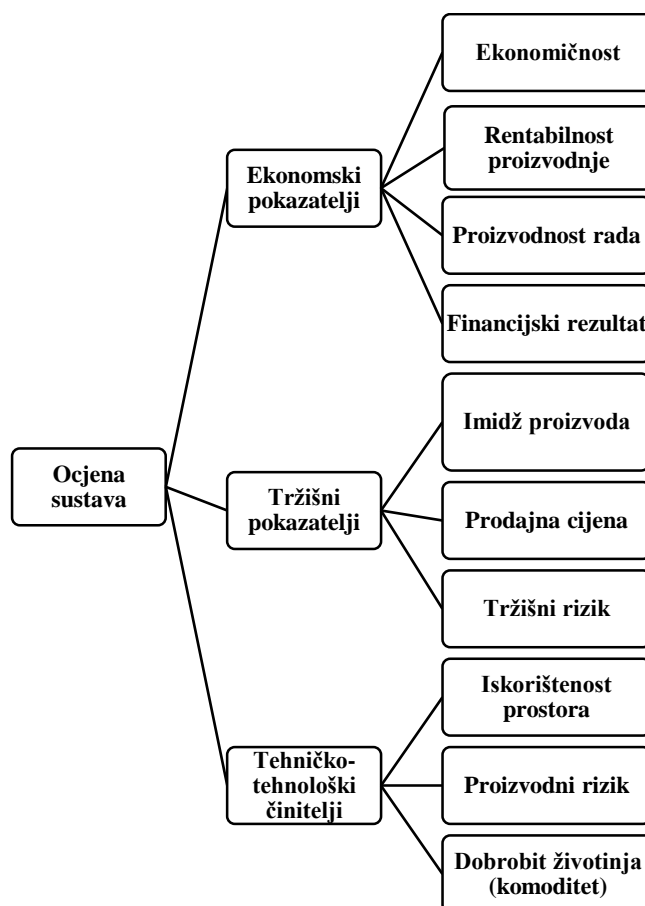 Ocjena
sustava
Ekonomski
pokazatelji
Ekonomičnost
Rentabilnost
proizvodnje
Proizvodnost rada
Financijski rezultat
Tržišni
pokazatelji
Imidž proizvoda
Prodajna cijena
Tržišni rizik
Tehničko-
tehnološki
činitelji
Iskorištenost
prostora
Proizvodni rizik
Dobrobit životinja
(komoditet)